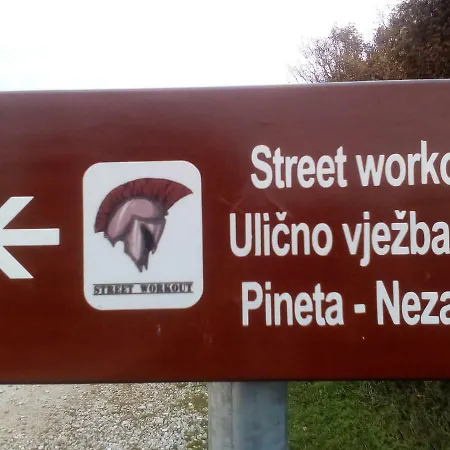 Street worko
Ulično vježba
Pineta - Neza
STREET WORKOUT